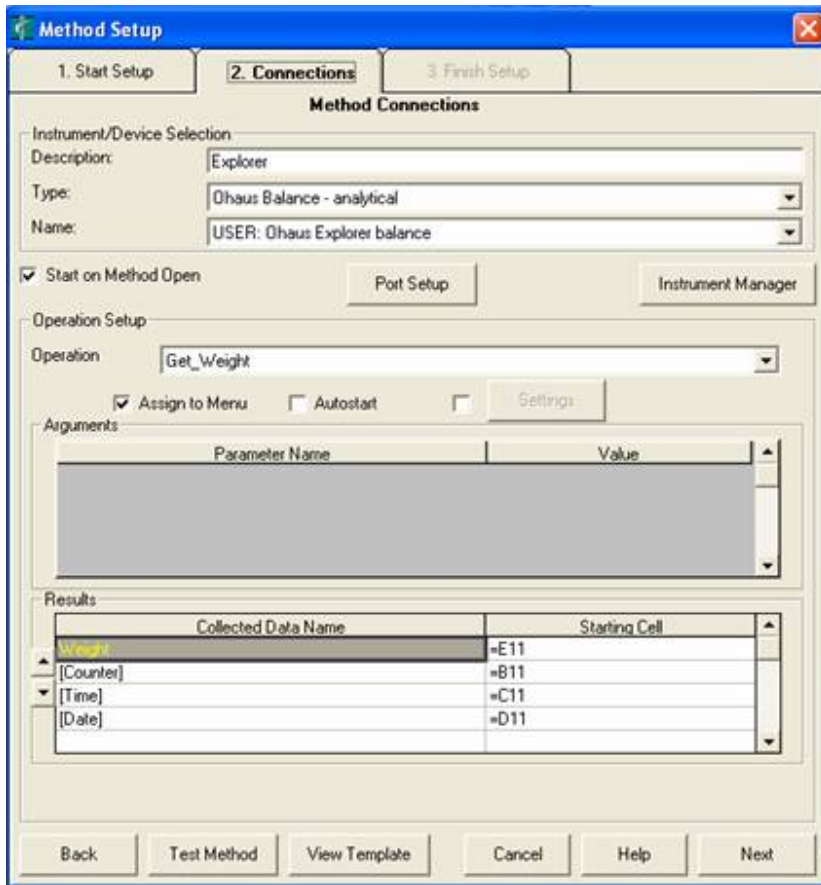 Method Setup
1. Start Setup
2. Connections
3. Finish Setup
Method Connections
Instrument/Device Selection
Description:
Explorer
Type:
Ohaus Balance - analytical
Name:
USER: Ohaus Explorer balance
Start on Method Open
Port Setup
Instrument Manager
Operation Setup
Operation
Get_Weight
Assign to Menu
Autostart
Settings
Arguments
Parameter Name Value
Results
Collected Data Name Starting Cell
Weight =E11
[Counter] =B11
[Time] =C11
[Date] =D11
Back Test Method View Template Cancel Help Next